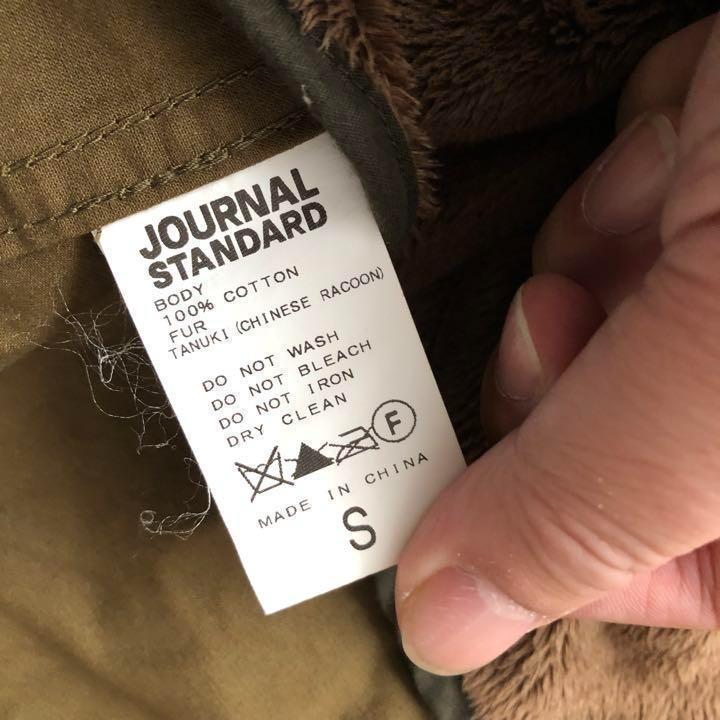 JOURNAL
STANDARD
BODY
100% COTTON
FUR
TANUKI (CHINESE RACOON)
DO NOT WASH
DO NOT BLEACH
DO NOT IRON
DRY CLEAN
F
MADE IN CHINA
S